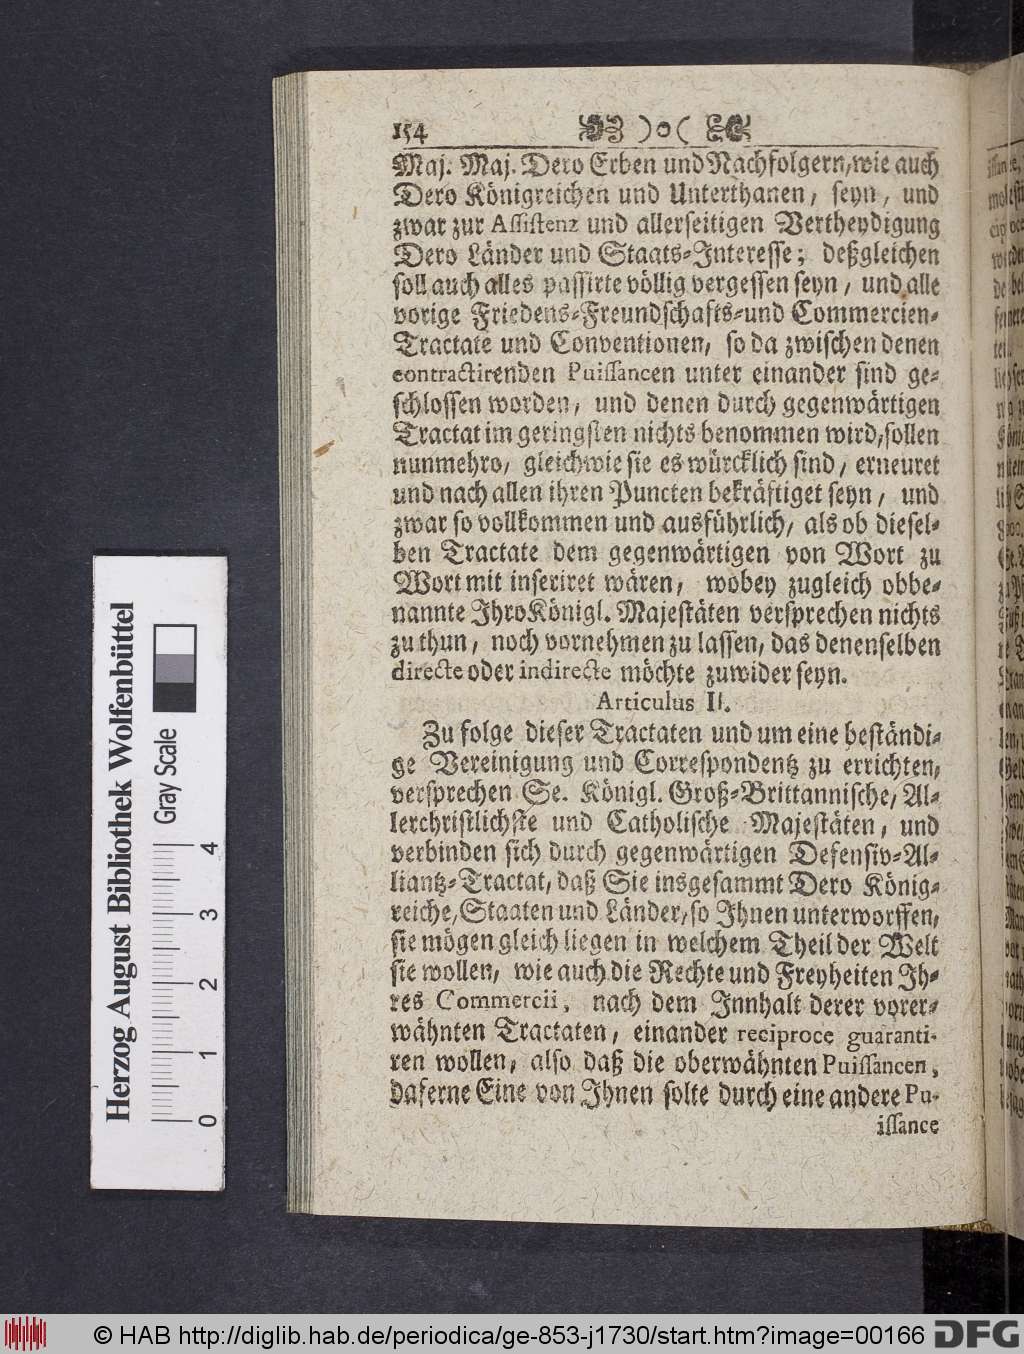 154 )o(
Maj. Maj. Dero Erben und Nachfolgern, wie auch
Dero Königreichen und Unterthanen, seyn, und
zwar zur Assistenz und allerseitigen Vertheydigung
Dero Länder und Staats-Interesse; deßgleichen
soll auch alles passirte völlig vergessen seyn, und alle
vorige Friedens-Freundschafts-und Commercien-
Tractate und Conventionen, so da zwischen denen
contractirenden Puissancen unter einander sind ge-
schlossen worden, und denen durch gegenwärtigen
Tractat im geringsten nichts benommen wird, sollen
nunmehro, gleichwie sie es würcklich sind, erneuret
und nach allen ihren Puncten bekräftiget seyn, und
zwar so vollkommen und ausführlich, als ob diesel-
ben Tractate dem gegenwärtigen von Wort zu
Wort mit inseriret wären, wobey zugleich obbe-
nannte Ihro Königl. Majestäten versprechen nichts
zu thun, noch vornehmen zu lassen, das denenselben
directe oder indirecte möchte zuwider seyn.
Articulus II.
Zu folge dieser Tractaten und um eine beständi-
ge Vereinigung und Correspondentz zu errichten,
versprechen Se. Königl. Groß-Brittannische, Al-
lerchristlichste und Catholische Majestäten, und
verbinden sich durch gegenwärtigen Defensiv-Al-
liantz-Tractat, daß Sie insgesammt Dero König-
reiche, Staaten und Länder, so Ihnen unterworffen,
sie mögen gleich liegen in welchem Theil der Welt
sie wollen, wie auch die Rechte und Freyheiten Ih-
res Commercii, nach dem Innhalt derer vorer-
wähnten Tractaten, einander reciproce guaranti-
ren wollen, also daß die oberwähnten Puissancen,
daferne Eine von Ihnen solte durch eine andere Pu-
issance
Herzog August Bibliothek Wolfenbüttel
Gray Scale
0 1 2 3 4
© HAB http://diglib.hab.de/periodica/ge-853-j1730/start.htm?image=00166
DFG